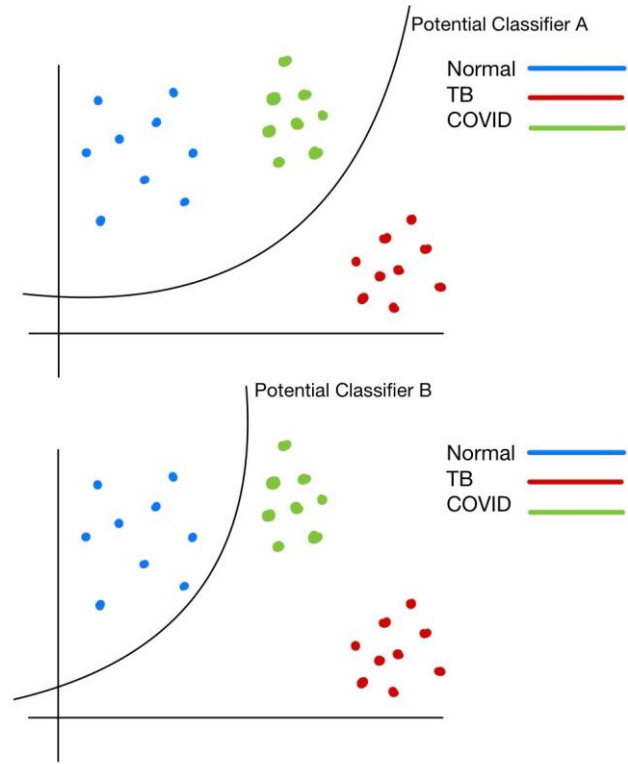 Potential Classifier A
Normal
TB
COVID
Potential Classifier B
Normal
TB
COVID